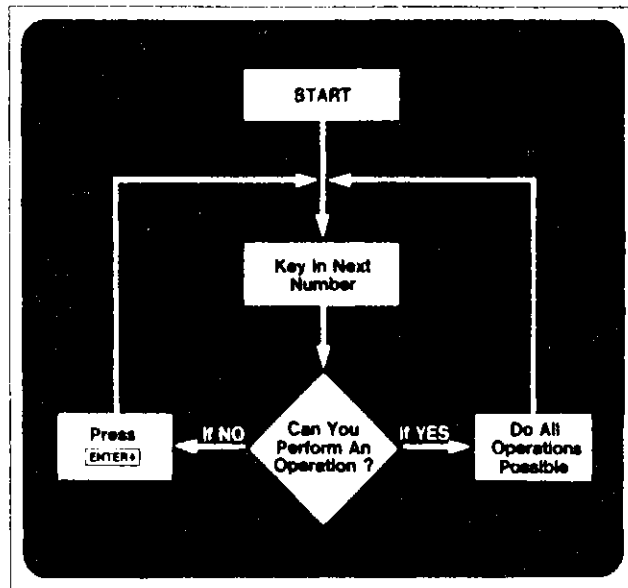 START
Key In Next
Number
Can You
Perform An
Operation ?
If NO
If YES
Press
ENTER↑
Do All
Operations
Possible